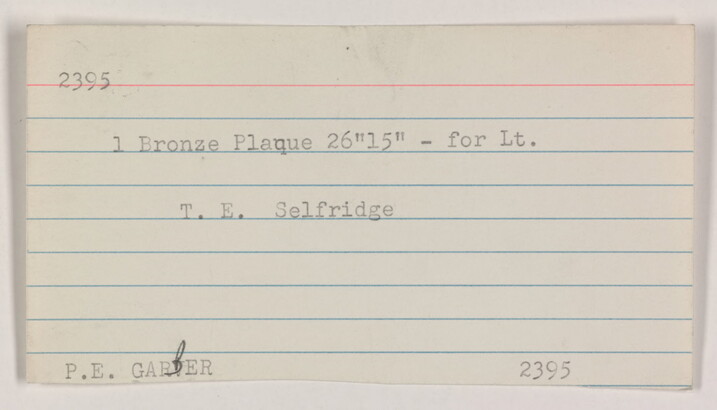 2395
1 Bronze Plaque 26"15" - for Lt.
T. E. Selfridge
P.E. GARBER
2395